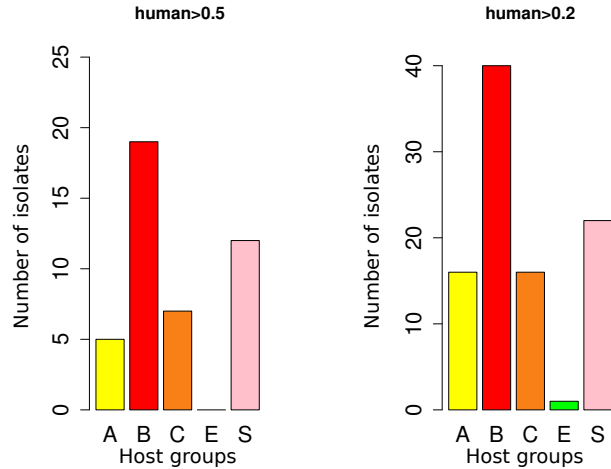 human>0.5
Number of isolates
25
20
15
10
5
0
A B C E S
Host groups
human>0.2
Number of isolates
40
30
20
10
0
A B C E S
Host groups